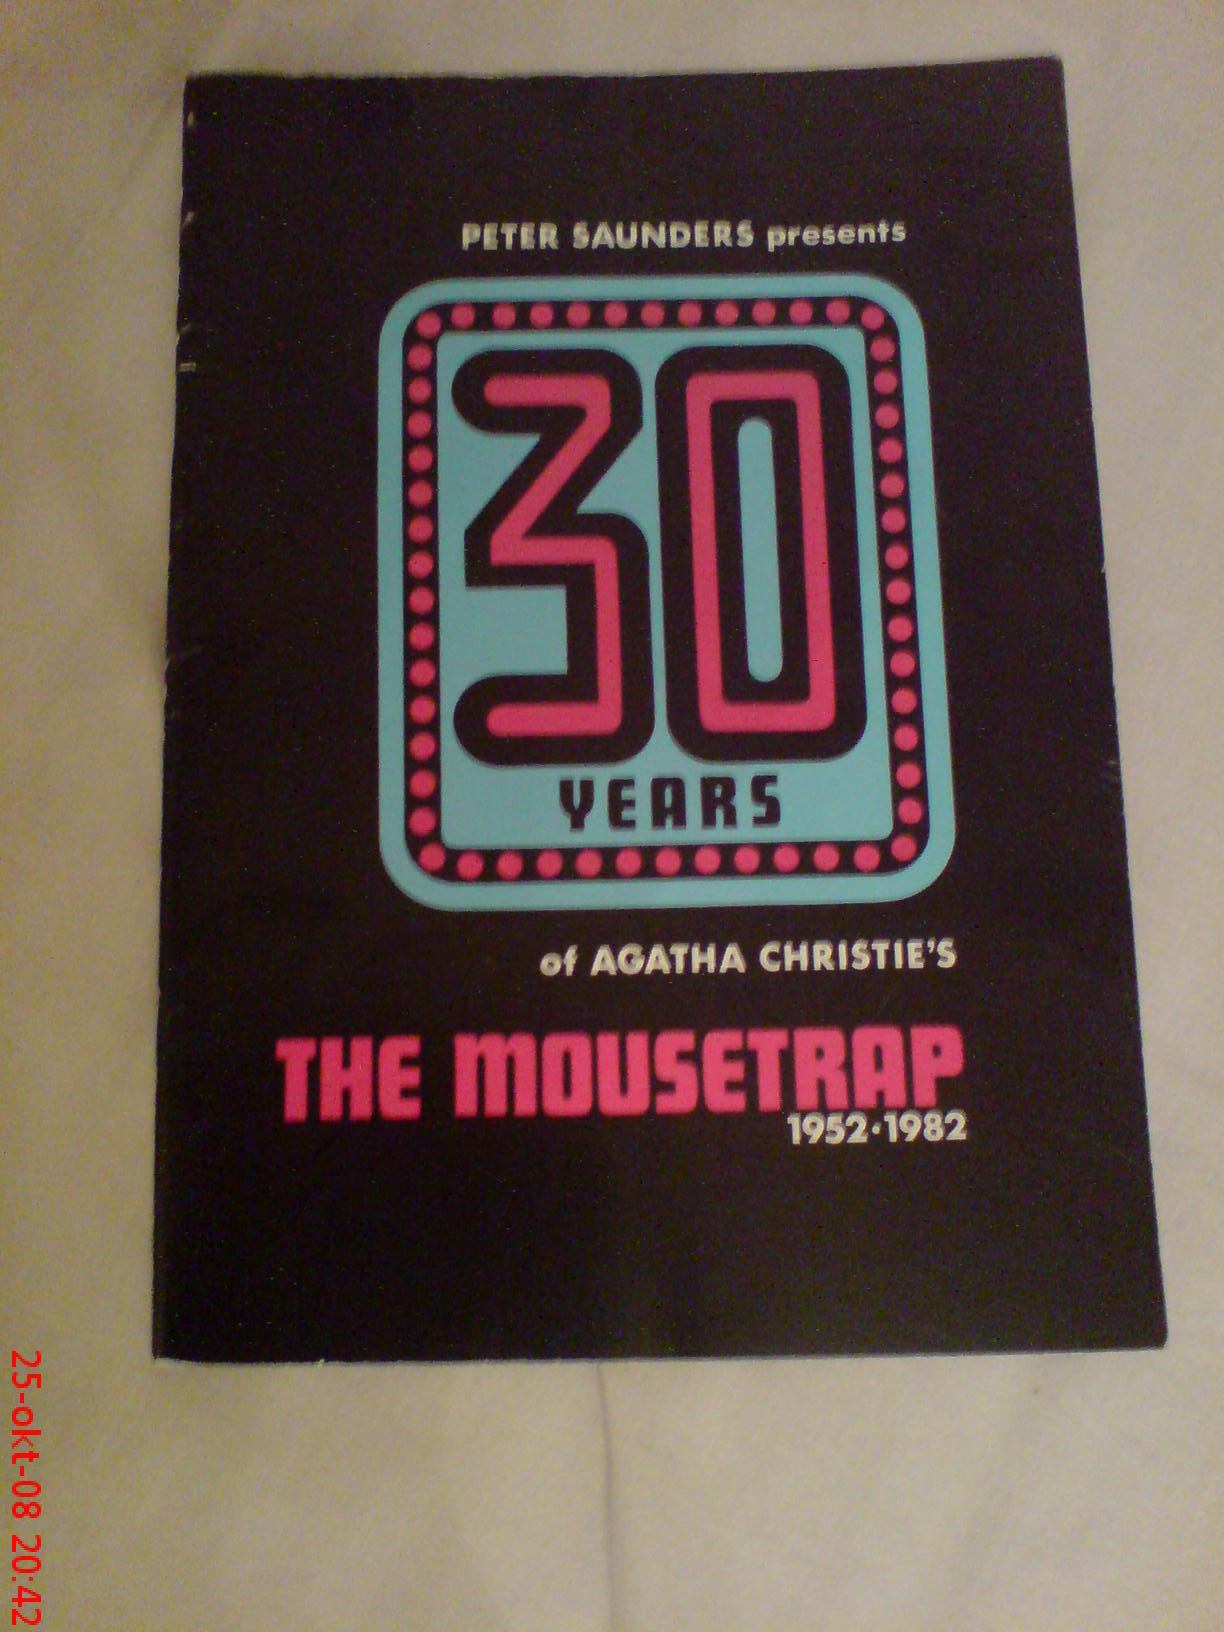 PETER SAUNDERS presents
30
YEARS
of AGATHA CHRISTIE'S
THE MOUSETRAP
1952·1982
25-okt-08 20:42